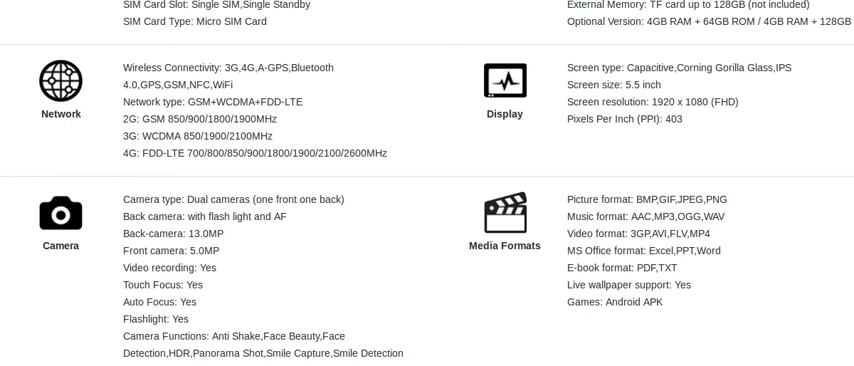 SIM Card Slot: Single SIM,Single Standby
SIM Card Type: Micro SIM Card
External Memory: TF card up to 128GB (not included)
Optional Version: 4GB RAM + 64GB ROM / 4GB RAM + 128GB
Network
Wireless Connectivity: 3G,4G,A-GPS,Bluetooth
4.0,GPS,GSM,NFC,WiFi
Network type: GSM+WCDMA+FDD-LTE
2G: GSM 850/900/1800/1900MHz
3G: WCDMA 850/1900/2100MHz
4G: FDD-LTE 700/800/850/900/1800/1900/2100/2600MHz
Display
Screen type: Capacitive,Corning Gorilla Glass,IPS
Screen size: 5.5 inch
Screen resolution: 1920 x 1080 (FHD)
Pixels Per Inch (PPI): 403
Camera
Camera type: Dual cameras (one front one back)
Back camera: with flash light and AF
Back-camera: 13.0MP
Front camera: 5.0MP
Video recording: Yes
Touch Focus: Yes
Auto Focus: Yes
Flashlight: Yes
Camera Functions: Anti Shake,Face Beauty,Face
Detection,HDR,Panorama Shot,Smile Capture,Smile Detection
Media Formats
Picture format: BMP,GIF,JPEG,PNG
Music format: AAC,MP3,OGG,WAV
Video format: 3GP,AVI,FLV,MP4
MS Office format: Excel,PPT,Word
E-book format: PDF,TXT
Live wallpaper support: Yes
Games: Android APK